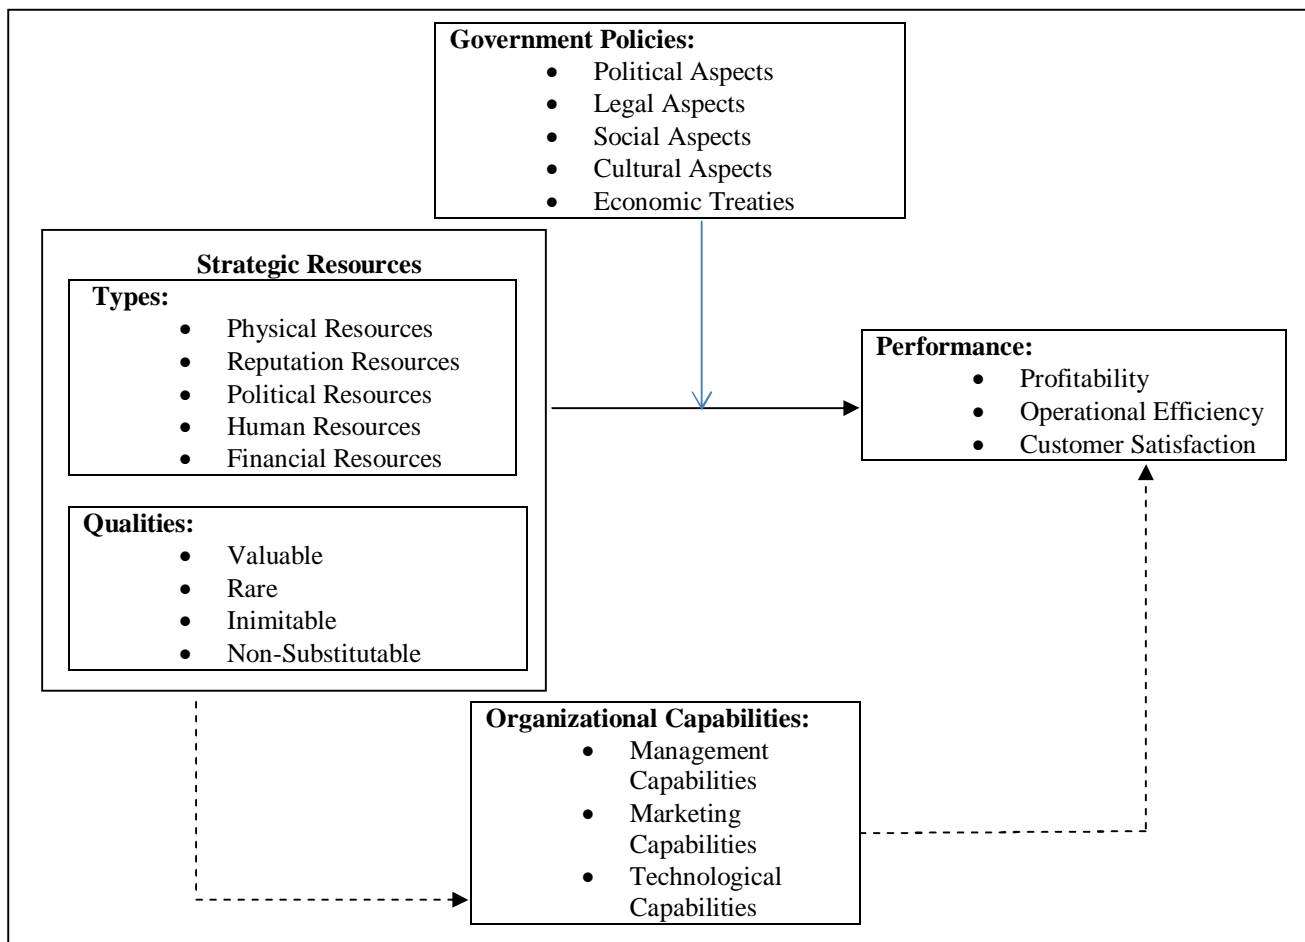 Government Policies:
• Political Aspects
• Legal Aspects
• Social Aspects
• Cultural Aspects
• Economic Treaties
Strategic Resources
Types:
• Physical Resources
• Reputation Resources
• Political Resources
• Human Resources
• Financial Resources
Qualities:
• Valuable
• Rare
• Inimitable
• Non-Substitutable
Performance:
• Profitability
• Operational Efficiency
• Customer Satisfaction
Organizational Capabilities:
• Management
Capabilities
• Marketing
Capabilities
• Technological
Capabilities